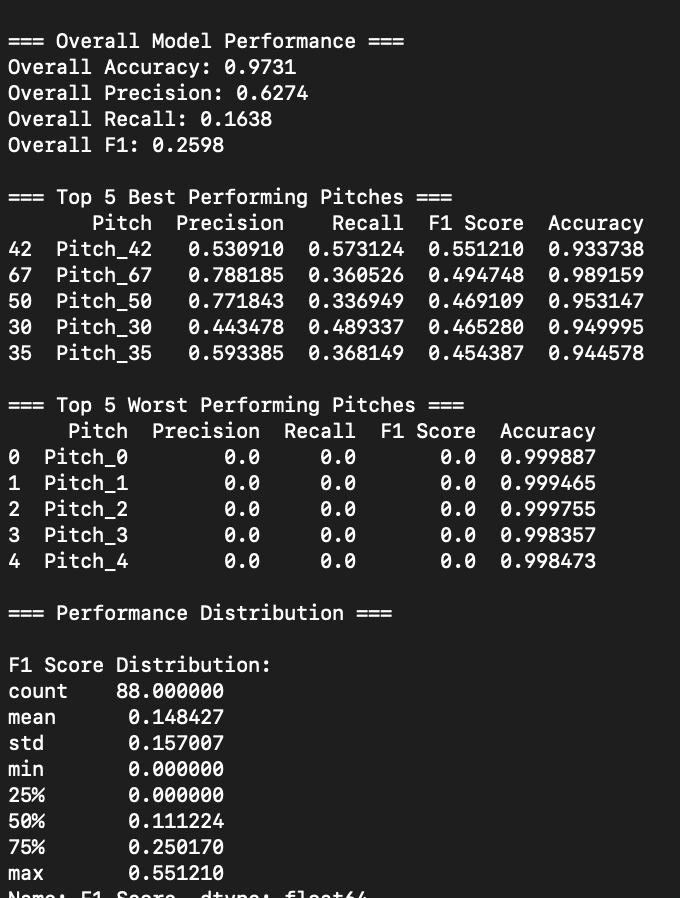 === Overall Model Performance ===
Overall Accuracy: 0.9731
Overall Precision: 0.6274
Overall Recall: 0.1638
Overall F1: 0.2598
=== Top 5 Best Performing Pitches ===
Pitch Precision Recall F1 Score Accuracy
42 Pitch_42 0.530910 0.573124 0.551210 0.933738
67 Pitch_67 0.788185 0.360526 0.494748 0.989159
50 Pitch_50 0.771843 0.336949 0.469109 0.953147
30 Pitch_30 0.443478 0.489337 0.465280 0.949995
35 Pitch_35 0.593385 0.368149 0.454387 0.944578
=== Top 5 Worst Performing Pitches ===
Pitch Precision Recall F1 Score Accuracy
0 Pitch_0 0.0 0.0 0.0 0.999887
1 Pitch_1 0.0 0.0 0.0 0.999465
2 Pitch_2 0.0 0.0 0.0 0.999755
3 Pitch_3 0.0 0.0 0.0 0.998357
4 Pitch_4 0.0 0.0 0.0 0.998473
=== Performance Distribution ===
F1 Score Distribution:
count 88.000000
mean 0.148427
std 0.157007
min 0.000000
25% 0.000000
50% 0.111224
75% 0.250170
max 0.551210
Name: F1 Score, dtype: float64